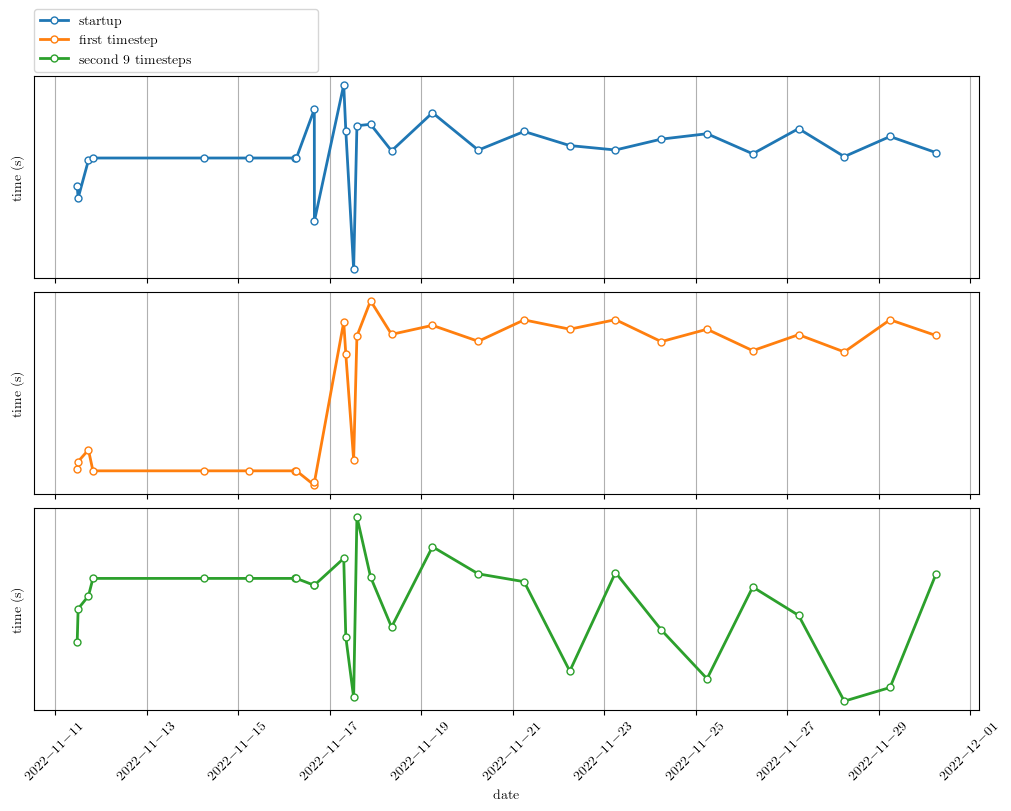 startup
first timestep
second 9 timesteps
time (s)
time (s)
time (s)
2022−11−11
2022−11−13
2022−11−15
2022−11−17
2022−11−19
2022−11−21
2022−11−23
2022−11−25
2022−11−27
2022−11−29
2022−12−01
date